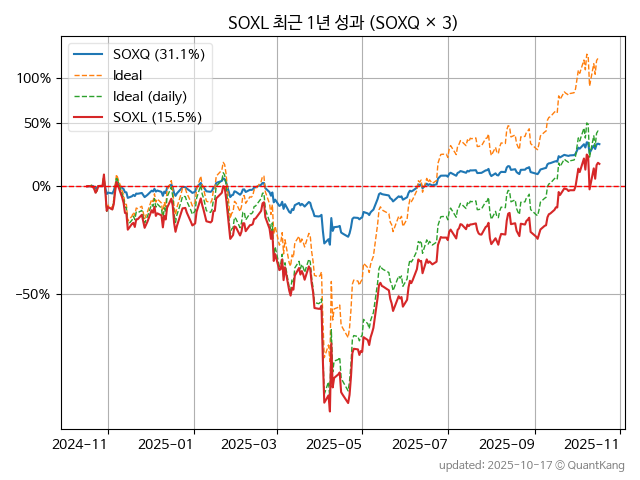 SOXL 최근 1년 성과 (SOXQ × 3)
SOXQ (31.1%)
Ideal
Ideal (daily)
SOXL (15.5%)
100%
50%
0%
−50%
2024-11 2025-01 2025-03 2025-05 2025-07 2025-09 2025-11
updated: 2025-10-17 © QuantKang